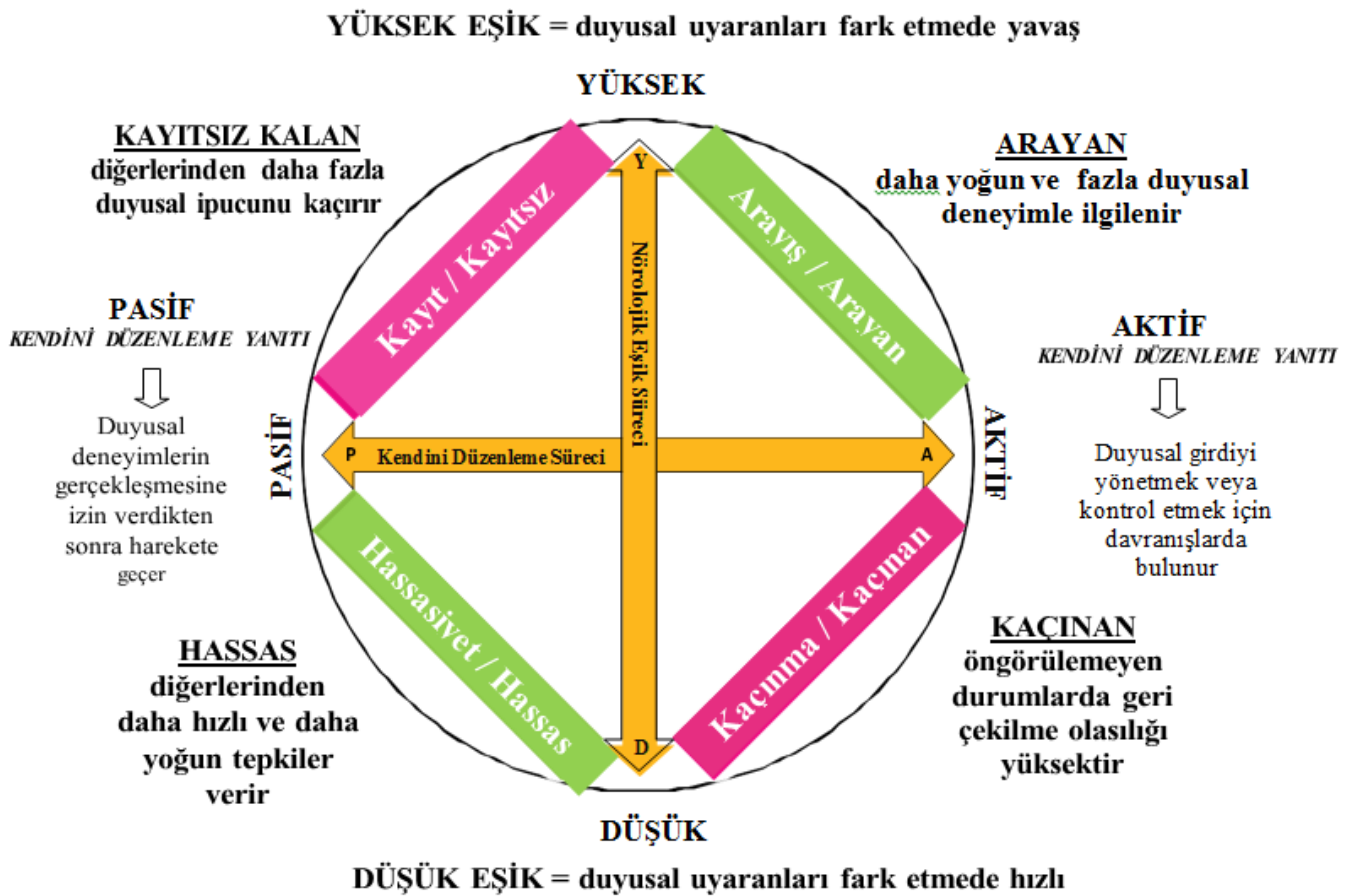 YÜKSEK EŞİK = duyusal uyaranları fark etmede yavaş
YÜKSEK
KAYITSIZ KALAN
diğerlerinden daha fazla
duyusal ipucunu kaçırır
ARAYAN
daha yoğun ve fazla duyusal
deneyimle ilgilenir
Kayıt / Kayıtsız
Y
Arayış / Arayan
Nörolojik Eşik Süreci
PASİF
KENDİNİ DÜZENLEME YANITI
Duyusal
deneyimlerin
gerçekleşmesine
izin verdikten
sonra harekete
geçer
AKTİF
KENDİNİ DÜZENLEME YANITI
Duyusal girdiyi
yönetmek veya
kontrol etmek için
davranışlarda
bulunur
PASİF
P
Kendini Düzenleme Süreci
A
AKTİF
Hassasivet / Hassas
D
Kaçınma / Kaçınan
HASSAS
diğerlerinden
daha hızlı ve daha
yoğun tepkiler
verir
KAÇINAN
öngörülemeyen
durumlarda geri
çekilme olasılığı
yüksektir
DÜŞÜK
DÜŞÜK EŞİK = duyusal uyaranları fark etmede hızlı